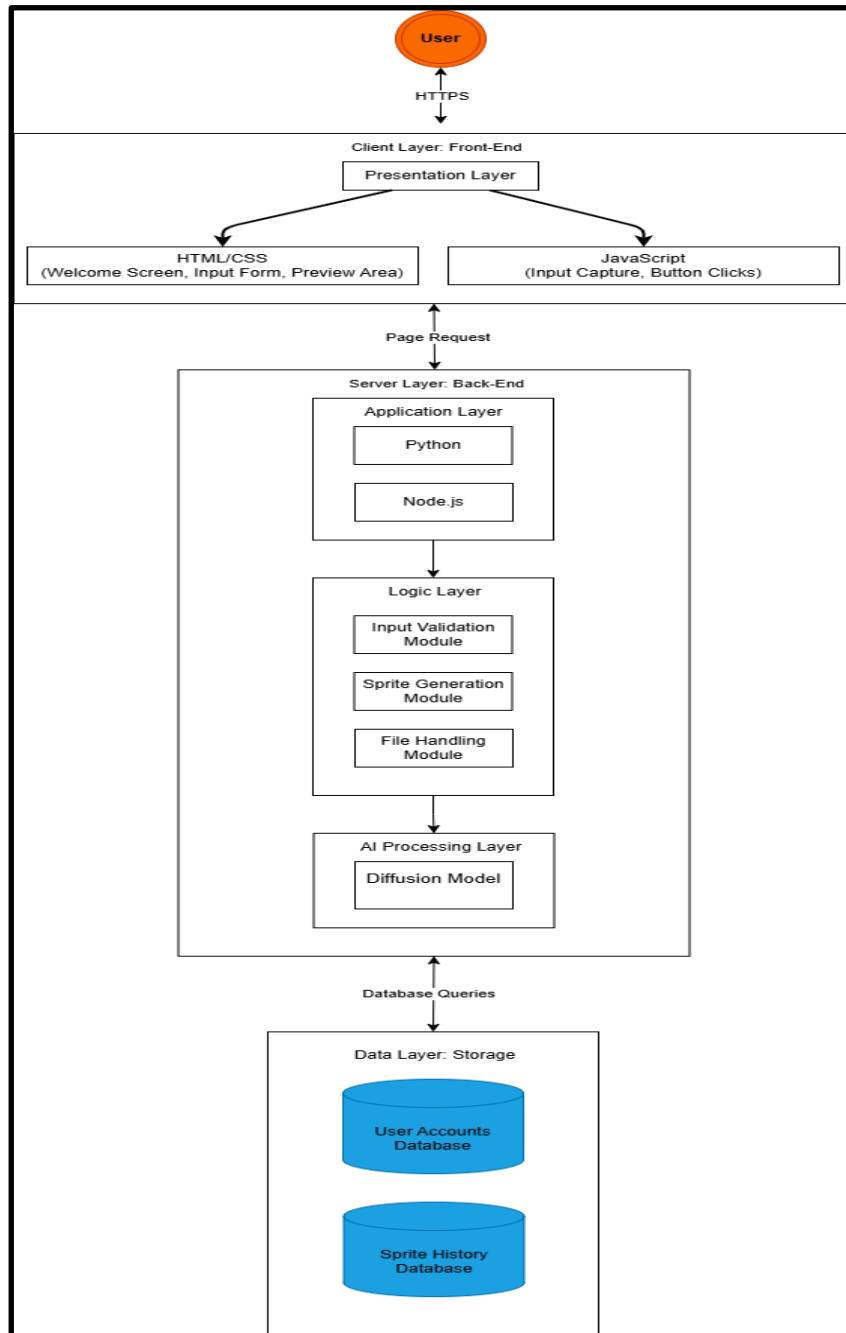 User
HTTPS
Client Layer: Front-End
Presentation Layer
HTML/CSS
(Welcome Screen, Input Form, Preview Area)
JavaScript
(Input Capture, Button Clicks)
Page Request
Server Layer: Back-End
Application Layer
Python
Node.js
Logic Layer
Input Validation
Module
Sprite Generation
Module
File Handling
Module
AI Processing Layer
Diffusion Model
Database Queries
Data Layer: Storage
User Accounts
Database
Sprite History
Database